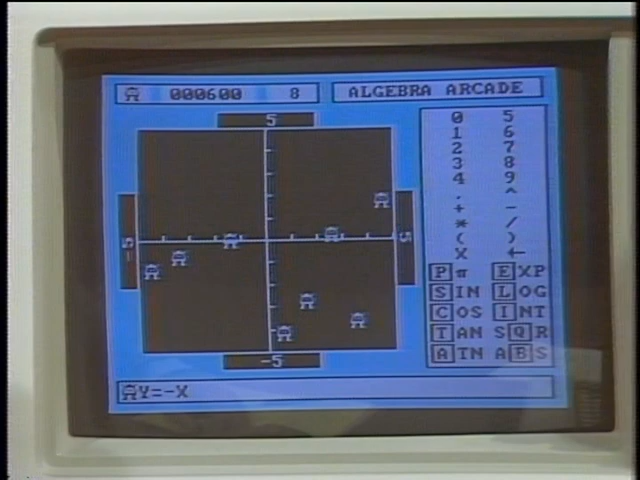 000600 8 ALGEBRA ARCADE
5
0 5
1 6
2 7
3 8
4 9
. ^
+ -
* /
( )
X ←
-5 5
P π EXP
SIN LOG
COS INT
TAN SQR
ATN ABS
-5
Y=-X